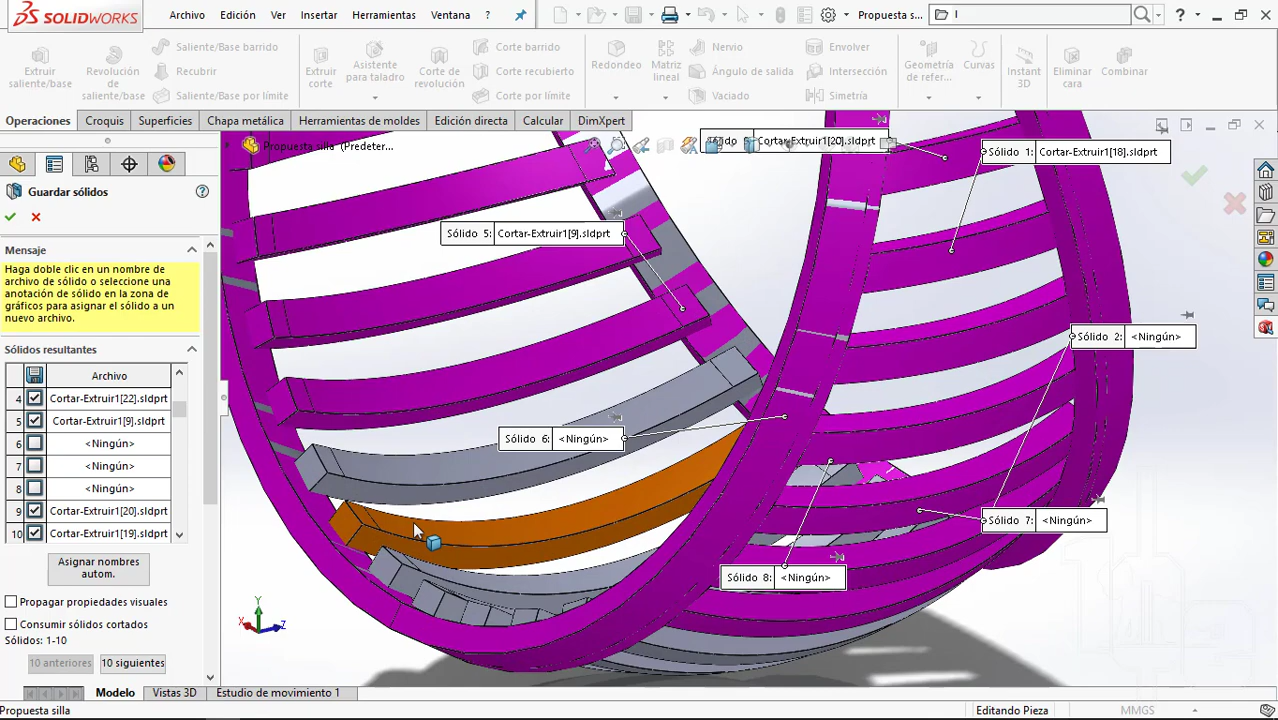 SOLIDWORKS
Archivo Edición Ver Insertar Herramientas Ventana ?
Propuesta s...
I
?
Extruir saliente/base
Revolución de saliente/base
Saliente/Base barrido
Recubrir
Saliente/Base por límite
Extruir corte
Asistente para taladro
Corte de revolución
Corte barrido
Corte recubierto
Corte por límite
Redondeo
Matriz lineal
Nervio
Ángulo de salida
Vaciado
Envolver
Intersección
Simetría
Geometría de refer...
Curvas
Instant 3D
Eliminar cara
Combinar
Operaciones Croquis Superficies Chapa metálica Herramientas de moldes Edición directa Calcular DimXpert
Propuesta silla (Predeter...
Guardar sólidos
?
Mensaje
Haga doble clic en un nombre de
archivo de sólido o seleccione una
anotación de sólido en la zona de
gráficos para asignar el sólido a un
nuevo archivo.
Sólidos resultantes
Archivo
4 Cortar-Extruir1[22].sldprt
5 Cortar-Extruir1[9].sldprt
6 <Ningún>
7 <Ningún>
8 <Ningún>
9 Cortar-Extruir1[20].sldprt
10 Cortar-Extruir1[19].sldprt
Asignar nombres
autom.
Propagar propiedades visuales
Consumir sólidos cortados
Sólidos: 1-10
10 anteriores 10 siguientes
Cortar-Extruir1[20].sldprt
Sólido 1: Cortar-Extruir1[18].sldprt
Sólido 5: Cortar-Extruir1[9].sldprt
Sólido 2: <Ningún>
Sólido 6: <Ningún>
Sólido 7: <Ningún>
Sólido 8: <Ningún>
Y
X Z
Modelo Vistas 3D Estudio de movimiento 1
Propuesta silla
Editando Pieza
MMGS